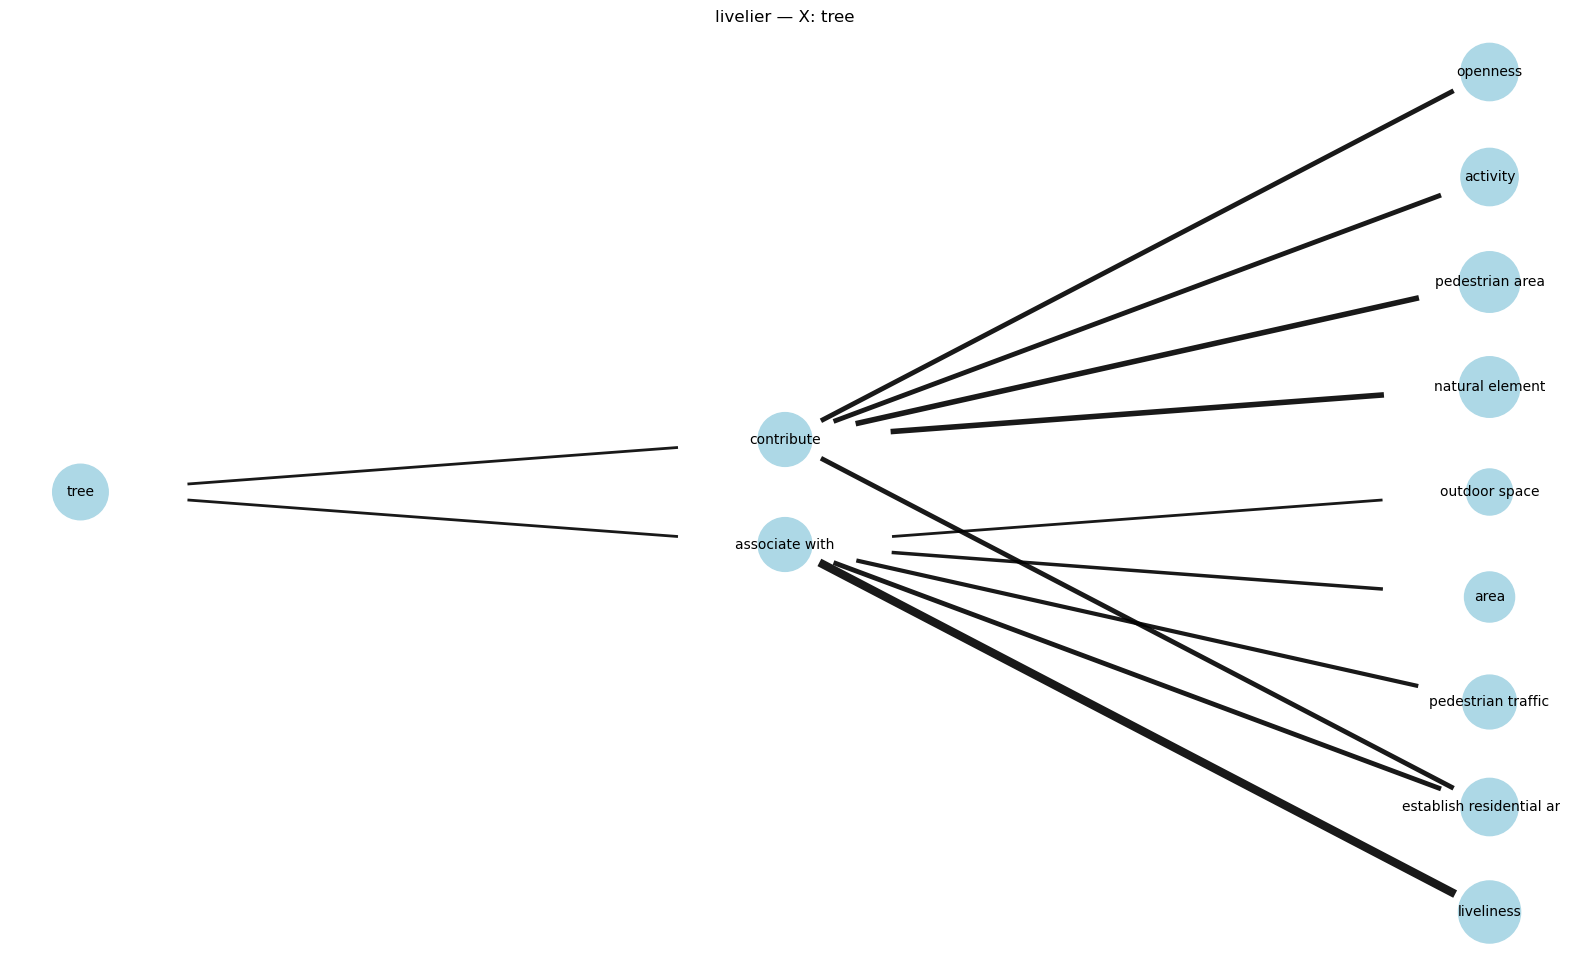 livelier — X: tree
openness
activity
pedestrian area
natural element
contribute
tree
outdoor space
associate with
area
pedestrian traffic
establish residential ar
liveliness